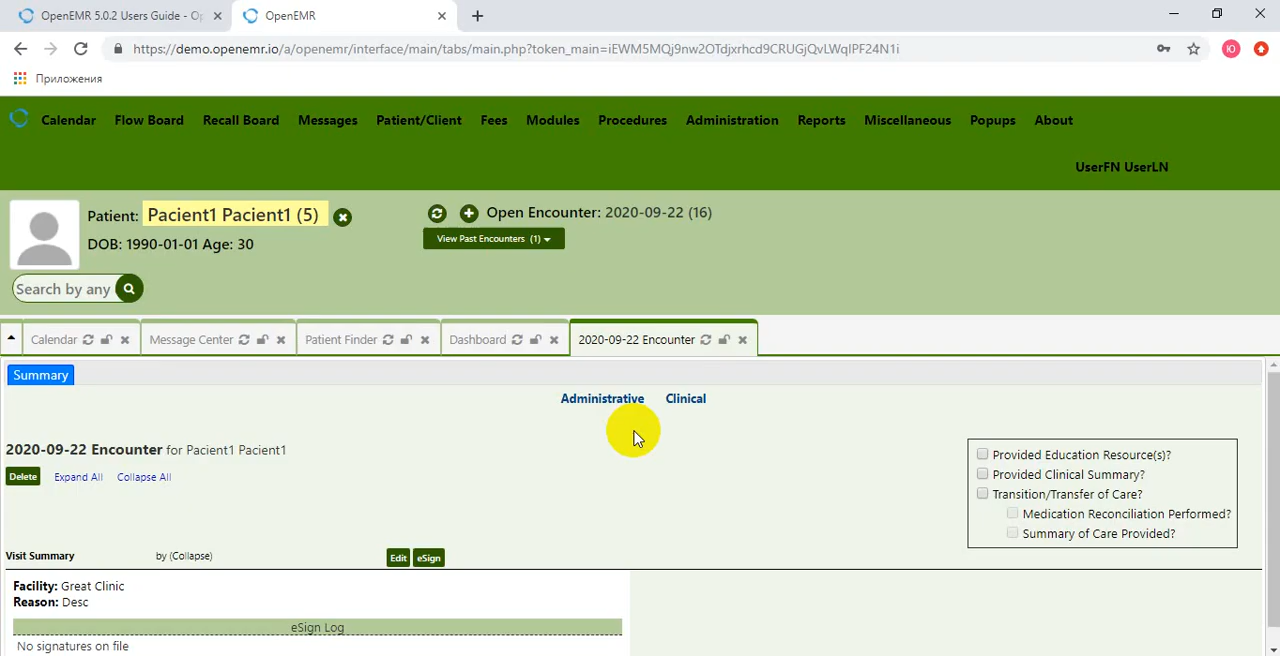 OpenEMR 5.0.2 Users Guide - Op
OpenEMR
https://demo.openemr.io/a/openemr/interface/main/tabs/main.php?token_main=iEWM5MQj9nw2OTdjxrhcd9CRUGjQvLWqlPF24N1i
Ю
Приложения
Calendar Flow Board Recall Board Messages Patient/Client Fees Modules Procedures Administration Reports Miscellaneous Popups About
UserFN UserLN
Patient: Pacient1 Pacient1 (5)
Open Encounter: 2020-09-22 (16)
View Past Encounters (1)
DOB: 1990-01-01 Age: 30
Search by any
Calendar Message Center Patient Finder Dashboard 2020-09-22 Encounter
Summary
Administrative Clinical
2020-09-22 Encounter for Pacient1 Pacient1
Delete Expand All Collapse All
Provided Education Resource(s)?
Provided Clinical Summary?
Transition/Transfer of Care?
Medication Reconciliation Performed?
Summary of Care Provided?
Visit Summary by (Collapse) Edit eSign
Facility: Great Clinic
Reason: Desc
eSign Log
No signatures on file